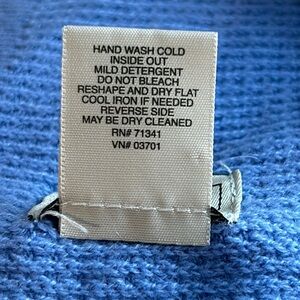 HAND WASH COLD
INSIDE OUT
MILD DETERGENT
DO NOT BLEACH
RESHAPE AND DRY FLAT
COOL IRON IF NEEDED
REVERSE SIDE
MAY BE DRY CLEANED
RN# 71341
VN# 03701